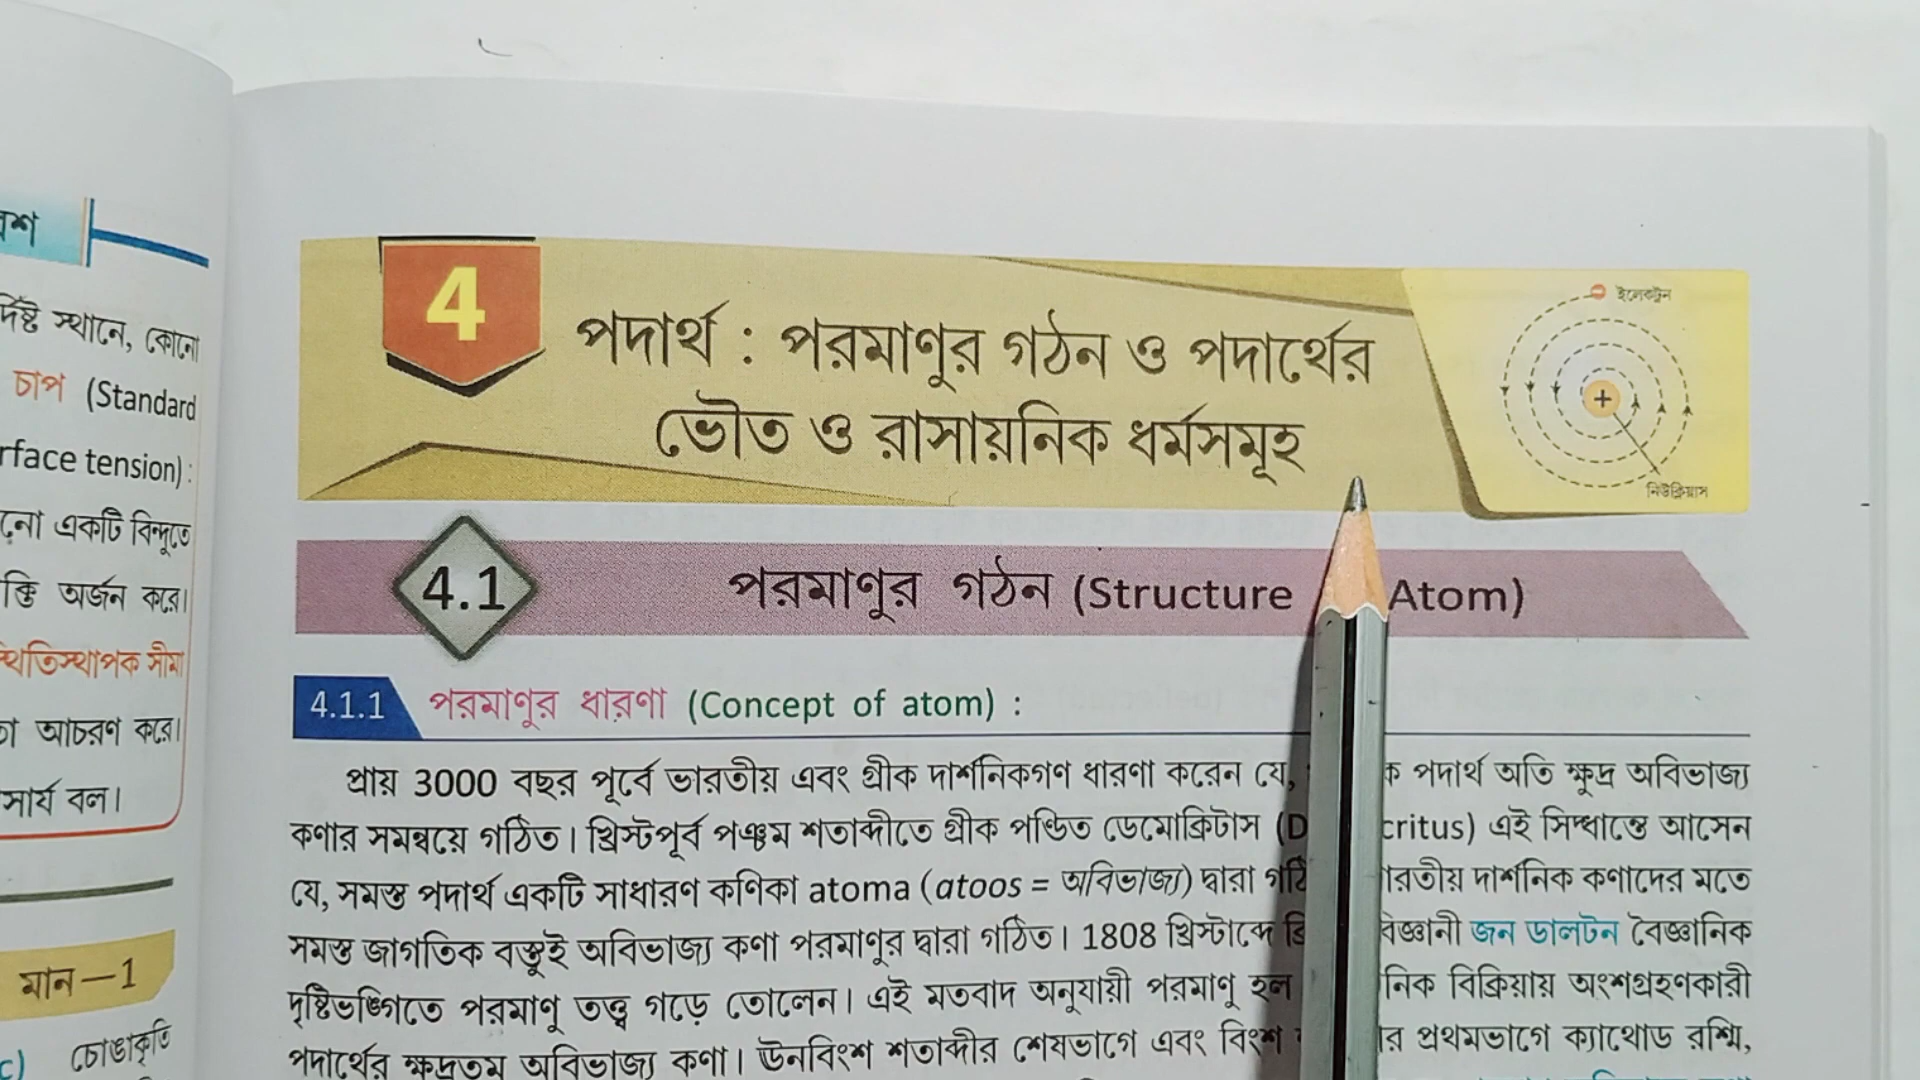 স্থানে, কোনো
চাপ (Standard
tension) :
একটি বিন্দুতে
অর্জন করে।
সীমা
আচরণ করে।
বল।
মান—1
c) চোঙাকৃতি
4
পদার্থ : পরমাণুর গঠন ও পদার্থের
ভৌত ও রাসায়নিক ধর্মসমূহ
ইলেকট্রন
+
নিউক্লিয়াস
4.1 পরমাণুর গঠন (Structure Atom)
4.1.1 পরমাণুর ধারণা (Concept of atom) :
প্রায় 3000 বছর পূর্বে ভারতীয় এবং গ্রীক দার্শনিকগণ ধারণা করেন যে, পদার্থ অতি ক্ষুদ্র অবিভাজ্য
কণার সমন্বয়ে গঠিত। খ্রিস্টপূর্ব পঞ্চম শতাব্দীতে গ্রীক পণ্ডিত ডেমোক্রিটাস এই সিদ্ধান্তে আসেন
যে, সমস্ত পদার্থ একটি সাধারণ কণিকা atoma (atoos = অবিভাজ্য) দ্বারা দার্শনিক কণাদের মতে
সমস্ত জাগতিক বস্তুই অবিভাজ্য কণা পরমাণুর দ্বারা গঠিত। 1808 খ্রিস্টাব্দে জন ডালটন বৈজ্ঞানিক
দৃষ্টিভঙ্গিতে পরমাণু তত্ত্ব গড়ে তোলেন। এই মতবাদ অনুযায়ী পরমাণু হল বিক্রিয়ায় অংশগ্রহণকারী
পদার্থের ক্ষুদ্রতম অবিভাজ্য কণা। ঊনবিংশ শতাব্দীর শেষভাগে এবং বিংশ প্রথমভাগে ক্যাথোড রশ্মি,